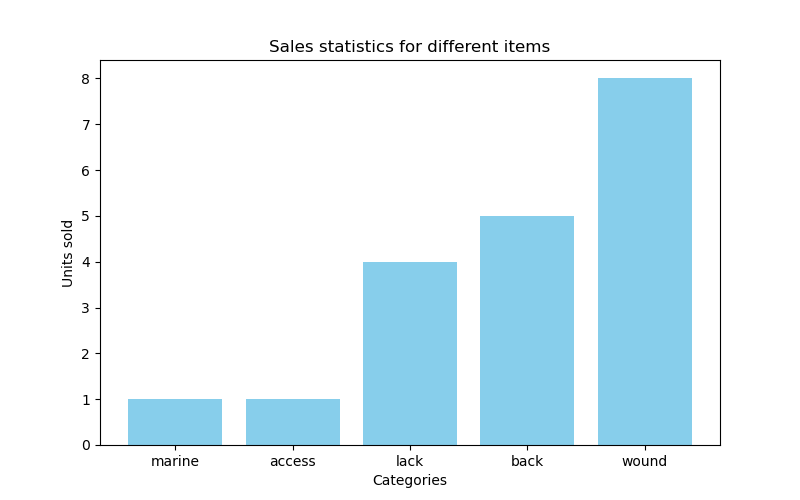 Sales statistics for different items
8
7
6
5
4
3
2
1
0
Units sold
marine access lack back wound
Categories